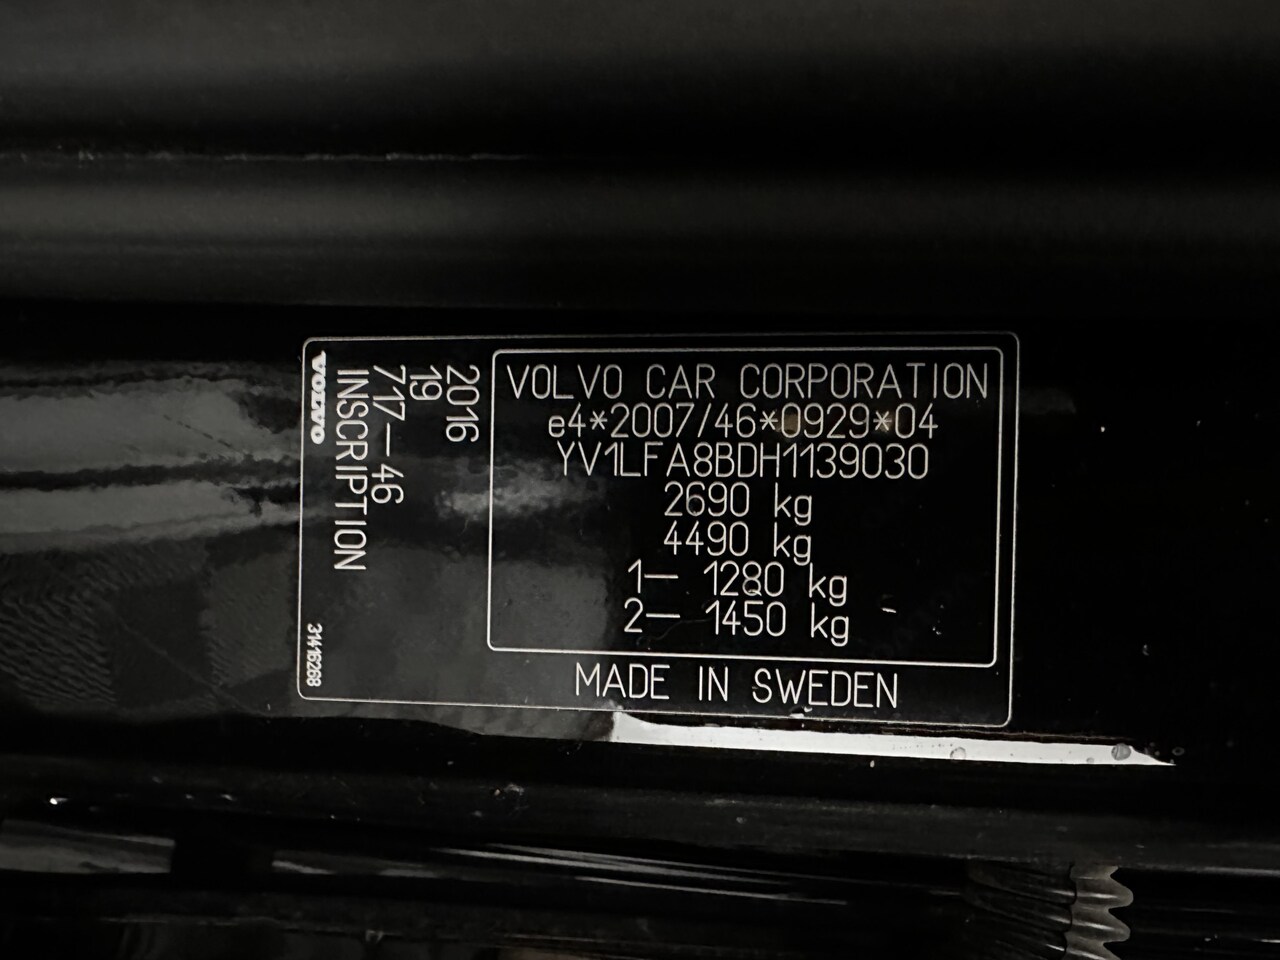 VOLVO CAR CORPORATION
e4*2007/46*0929*04
YV1LFA8BDH1139030
2690 kg
4490 kg
1— 1280 kg
2— 1450 kg
MADE IN SWEDEN
2016
19
717—46
INSCRIPTION
VOLVO
31416268